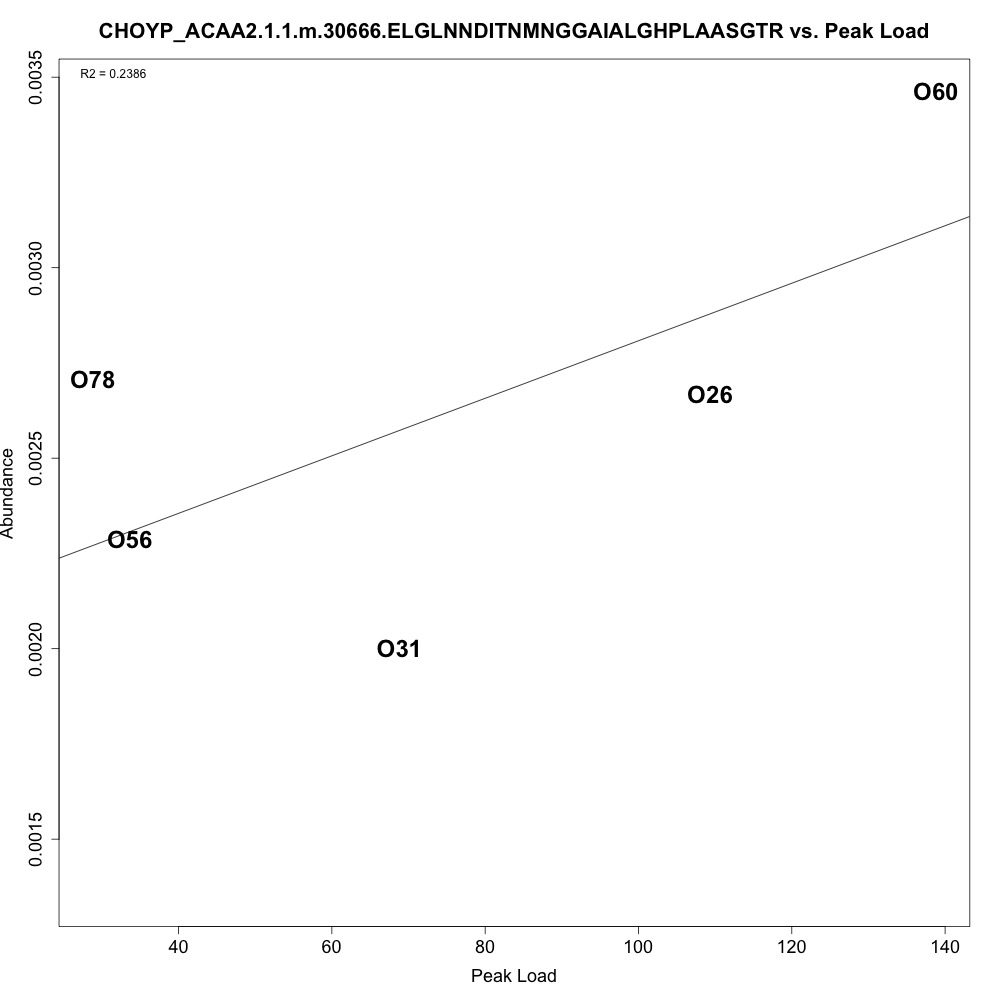 CHOYP_ACAA2.1.1.m.30666.ELGLNNDITNMNGGAIALGHPLAASGTR vs. Peak Load
R2 = 0.2386
0.0035
0.0030
0.0025
0.0020
0.0015
Abundance
O60
O78
O26
O56
O31
40 60 80 100 120 140
Peak Load